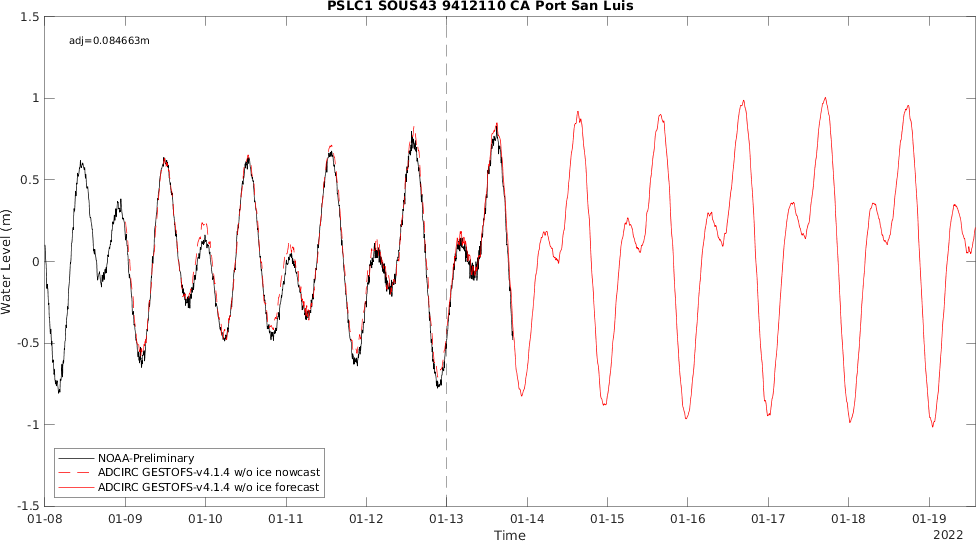 PSLC1 SOUS43 9412110 CA Port San Luis
adj=0.084663m
1.5
1
0.5
0
-0.5
-1
-1.5
Water Level (m)
NOAA-Preliminary
ADCIRC GESTOFS-v4.1.4 w/o ice nowcast
ADCIRC GESTOFS-v4.1.4 w/o ice forecast
01-08 01-09 01-10 01-11 01-12 01-13 01-14 01-15 01-16 01-17 01-18 01-19
Time
2022